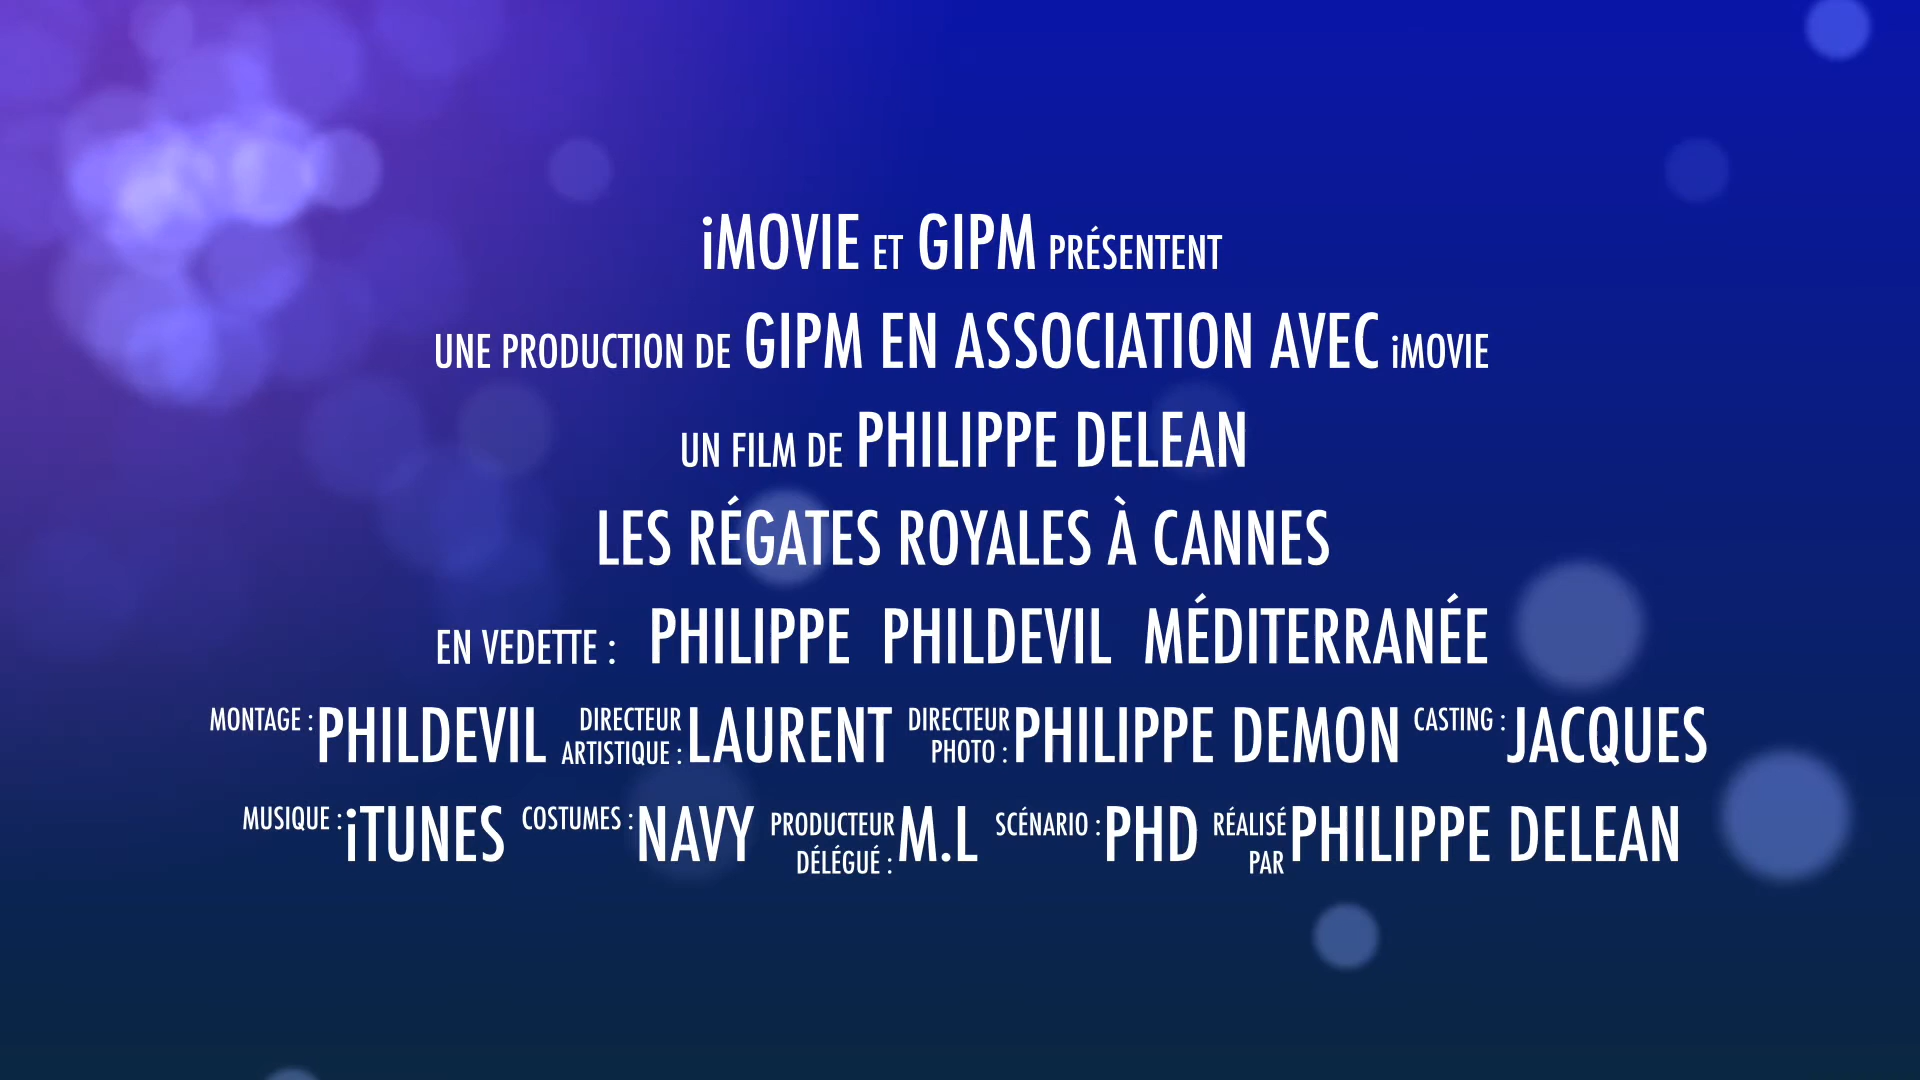 iMOVIE ET GIPM PRÉSENTENT
UNE PRODUCTION DE GIPM EN ASSOCIATION AVEC iMOVIE
UN FILM DE PHILIPPE DELEAN
LES RÉGATES ROYALES À CANNES
EN VEDETTE : PHILIPPE PHILDEVIL MÉDITERRANÉE
MONTAGE : PHILDEVIL DIRECTEUR ARTISTIQUE : LAURENT DIRECTEUR PHOTO : PHILIPPE DEMON CASTING : JACQUES
MUSIQUE : iTUNES COSTUMES : NAVY PRODUCTEUR DÉLÉGUÉ : M.L SCÉNARIO : PHD RÉALISÉ PAR PHILIPPE DELEAN